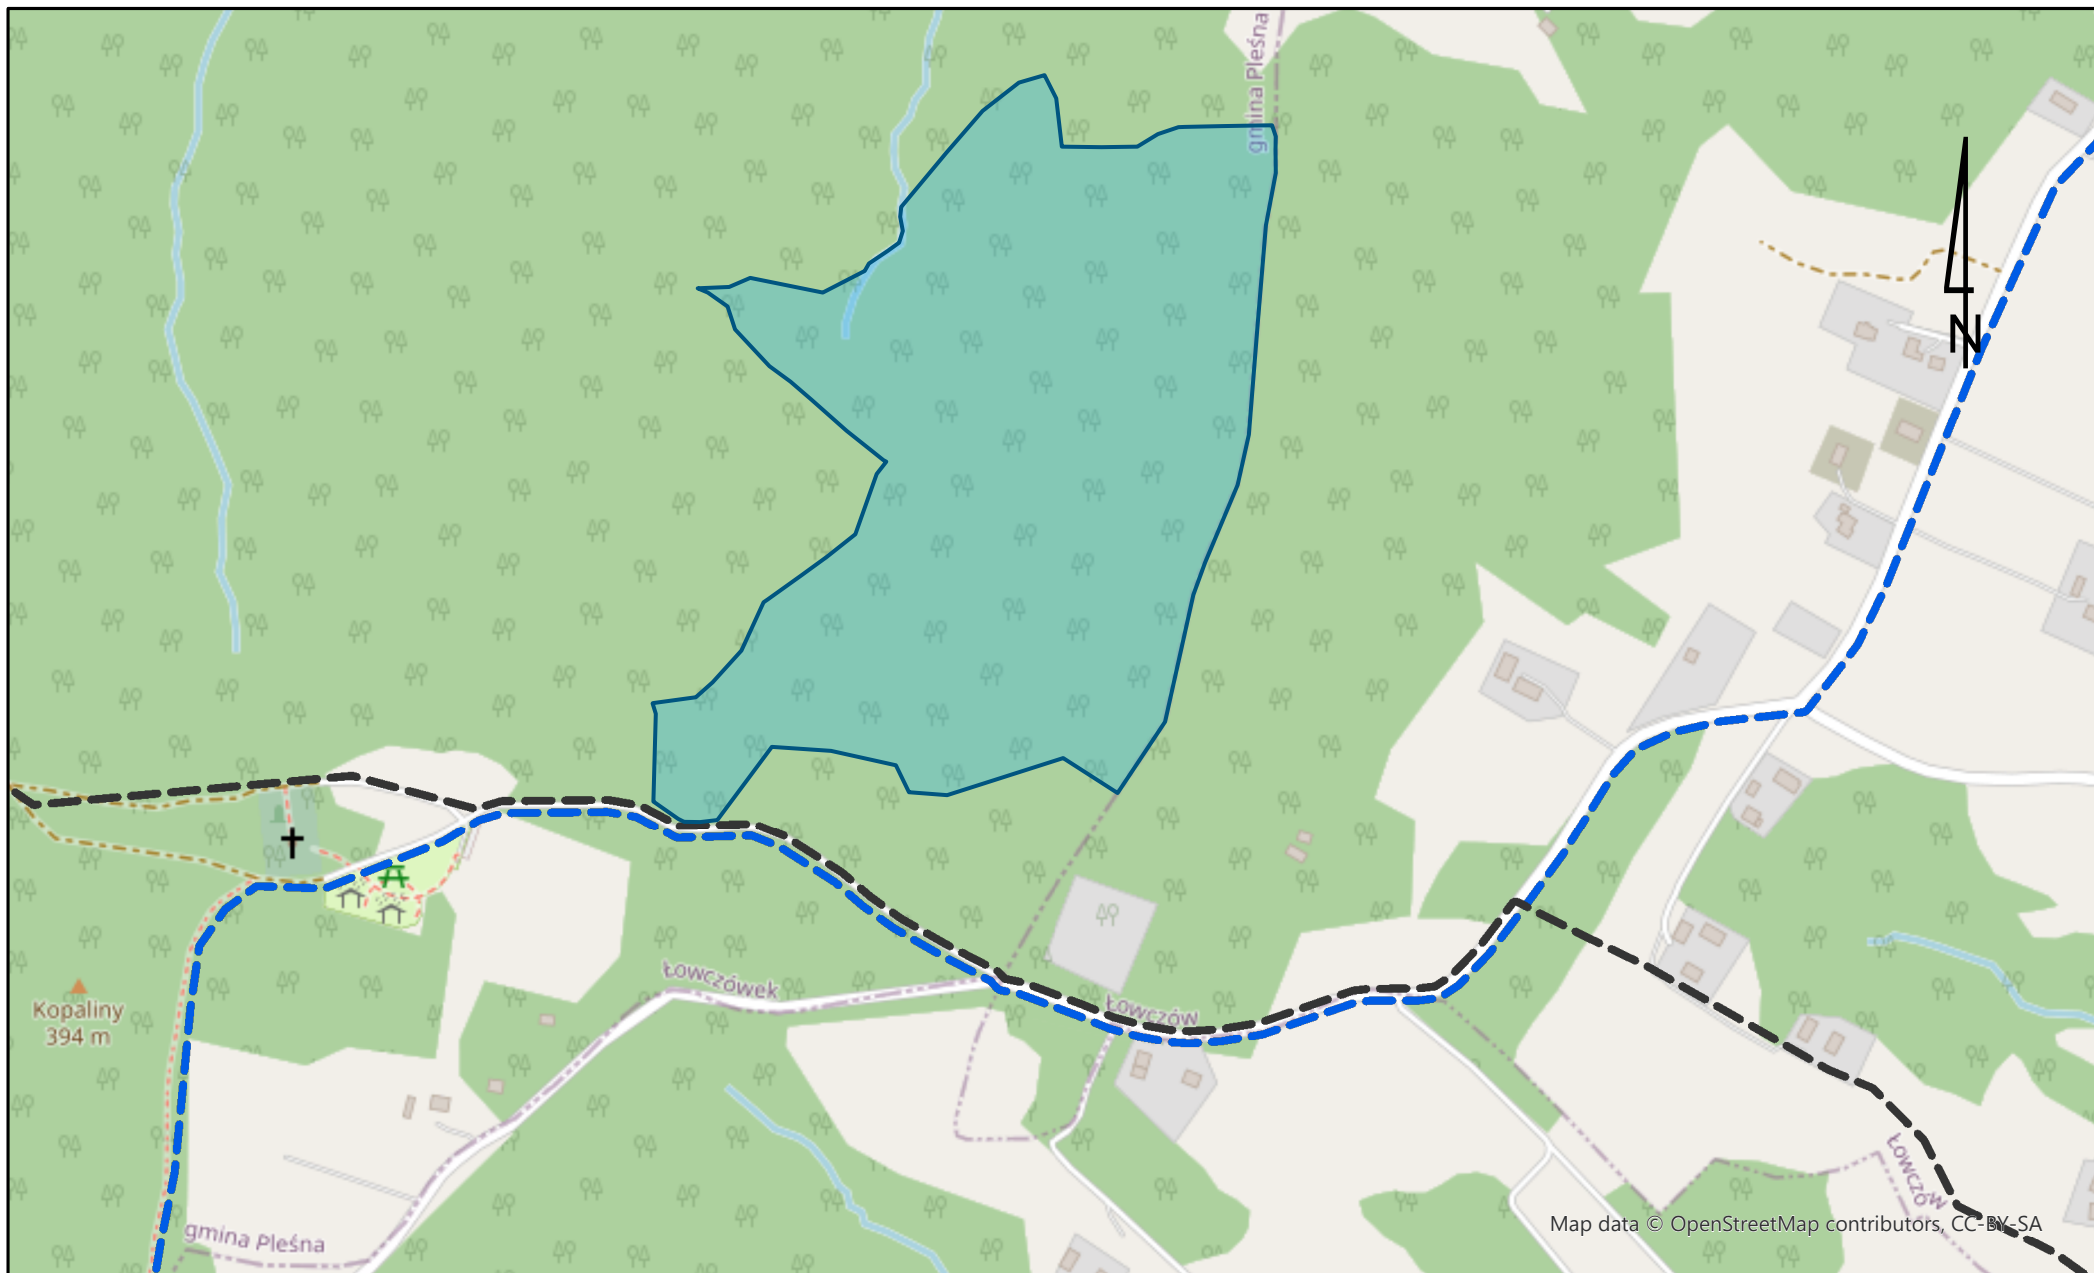 gmina Pleśna
N
Łowczówek
Łowczów
Kopaliny
394 m
Łowczów
gmina Pleśna
Map data © OpenStreetMap contributors, CC-BY-SA